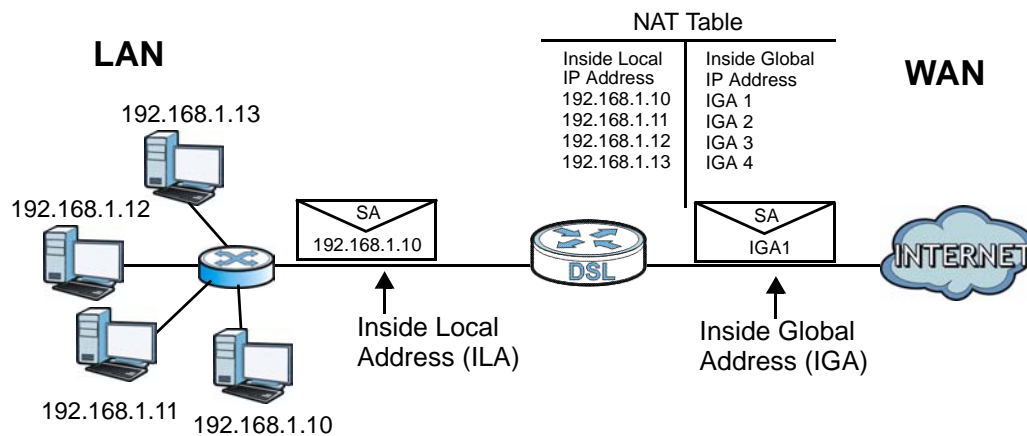 NAT Table
LAN
WAN
Inside Local
IP Address
192.168.1.10
192.168.1.11
192.168.1.12
192.168.1.13
Inside Global
IP Address
IGA 1
IGA 2
IGA 3
IGA 4
192.168.1.13
192.168.1.12
SA
192.168.1.10
SA
IGA1
DSL
INTERNET
Inside Local
Address (ILA)
Inside Global
Address (IGA)
192.168.1.11
192.168.1.10